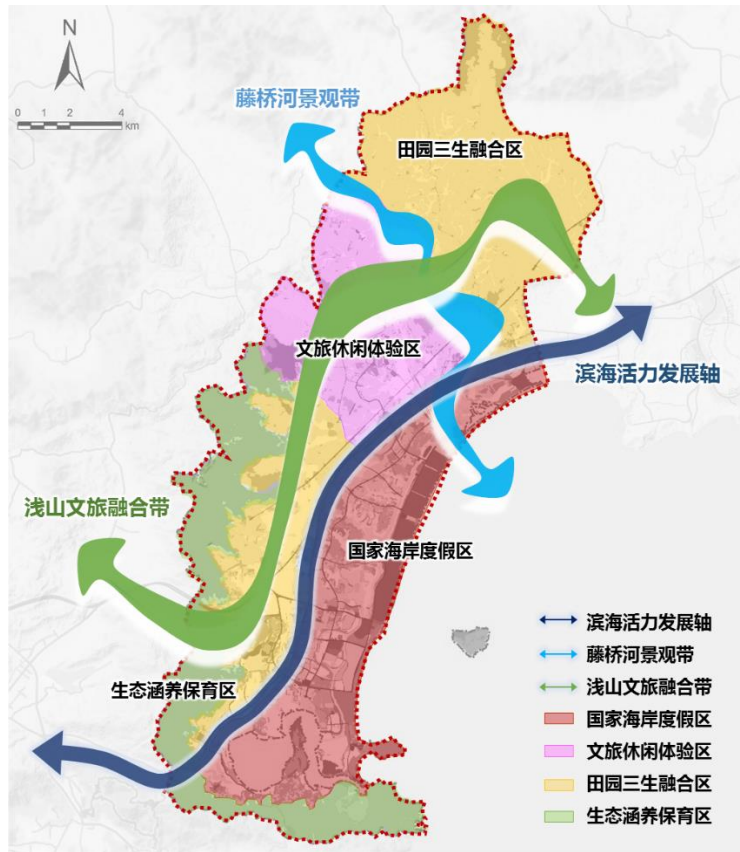 N
0 1 2 4
km
藤桥河景观带
田园三生融合区
文旅休闲体验区
滨海活力发展轴
浅山文旅融合带
国家海岸度假区
生态涵养保育区
滨海活力发展轴
藤桥河景观带
浅山文旅融合带
国家海岸度假区
文旅休闲体验区
田园三生融合区
生态涵养保育区